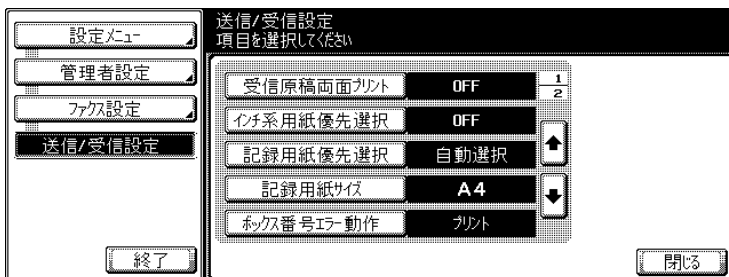 設定ﾒﾆｭｰ
管理者設定
ﾌｧｸｽ設定
送信/受信設定
終了
送信/受信設定
項目を選択してください
受信原稿両面ﾌﾟﾘﾝﾄ OFF
ｲﾝﾁ系用紙優先選択 OFF
記録用紙優先選択 自動選択
記録用紙ｻｲｽﾞ A4
ﾎﾞｯｸｽ番号ｴﾗｰ動作 ﾌﾟﾘﾝﾄ
1
2
閉じる